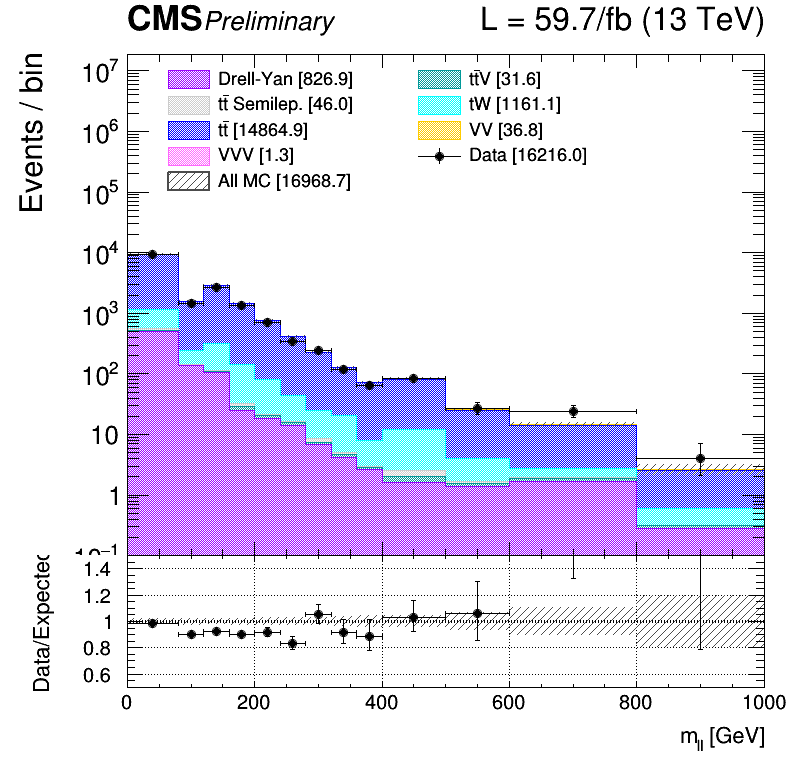 CMS Preliminary L = 59.7/fb (13 TeV)
Events / bin
Drell-Yan [826.9]
tt̄V [31.6]
tt̄ Semilep. [46.0]
tW [1161.1]
tt̄ [14864.9]
VV [36.8]
VVV [1.3]
Data [16216.0]
All MC [16968.7]
10⁷
10⁶
10⁵
10⁴
10³
10²
10
1
10⁻¹
Data/Expected
1.4
1.2
1
0.8
0.6
0 200 400 600 800 1000
m_ll [GeV]